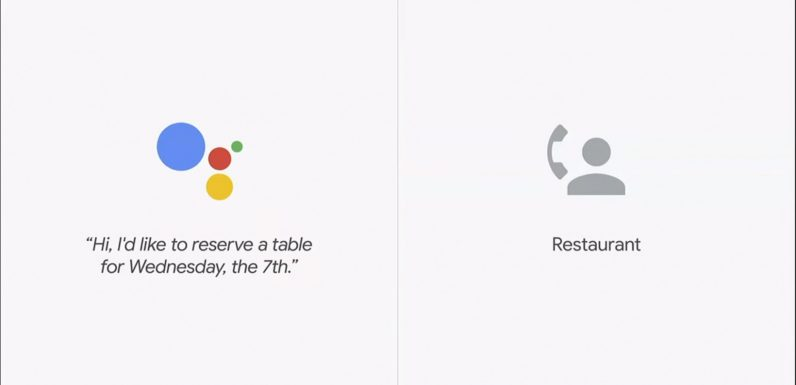 “Hi, I'd like to reserve a table
for Wednesday, the 7th.”
Restaurant